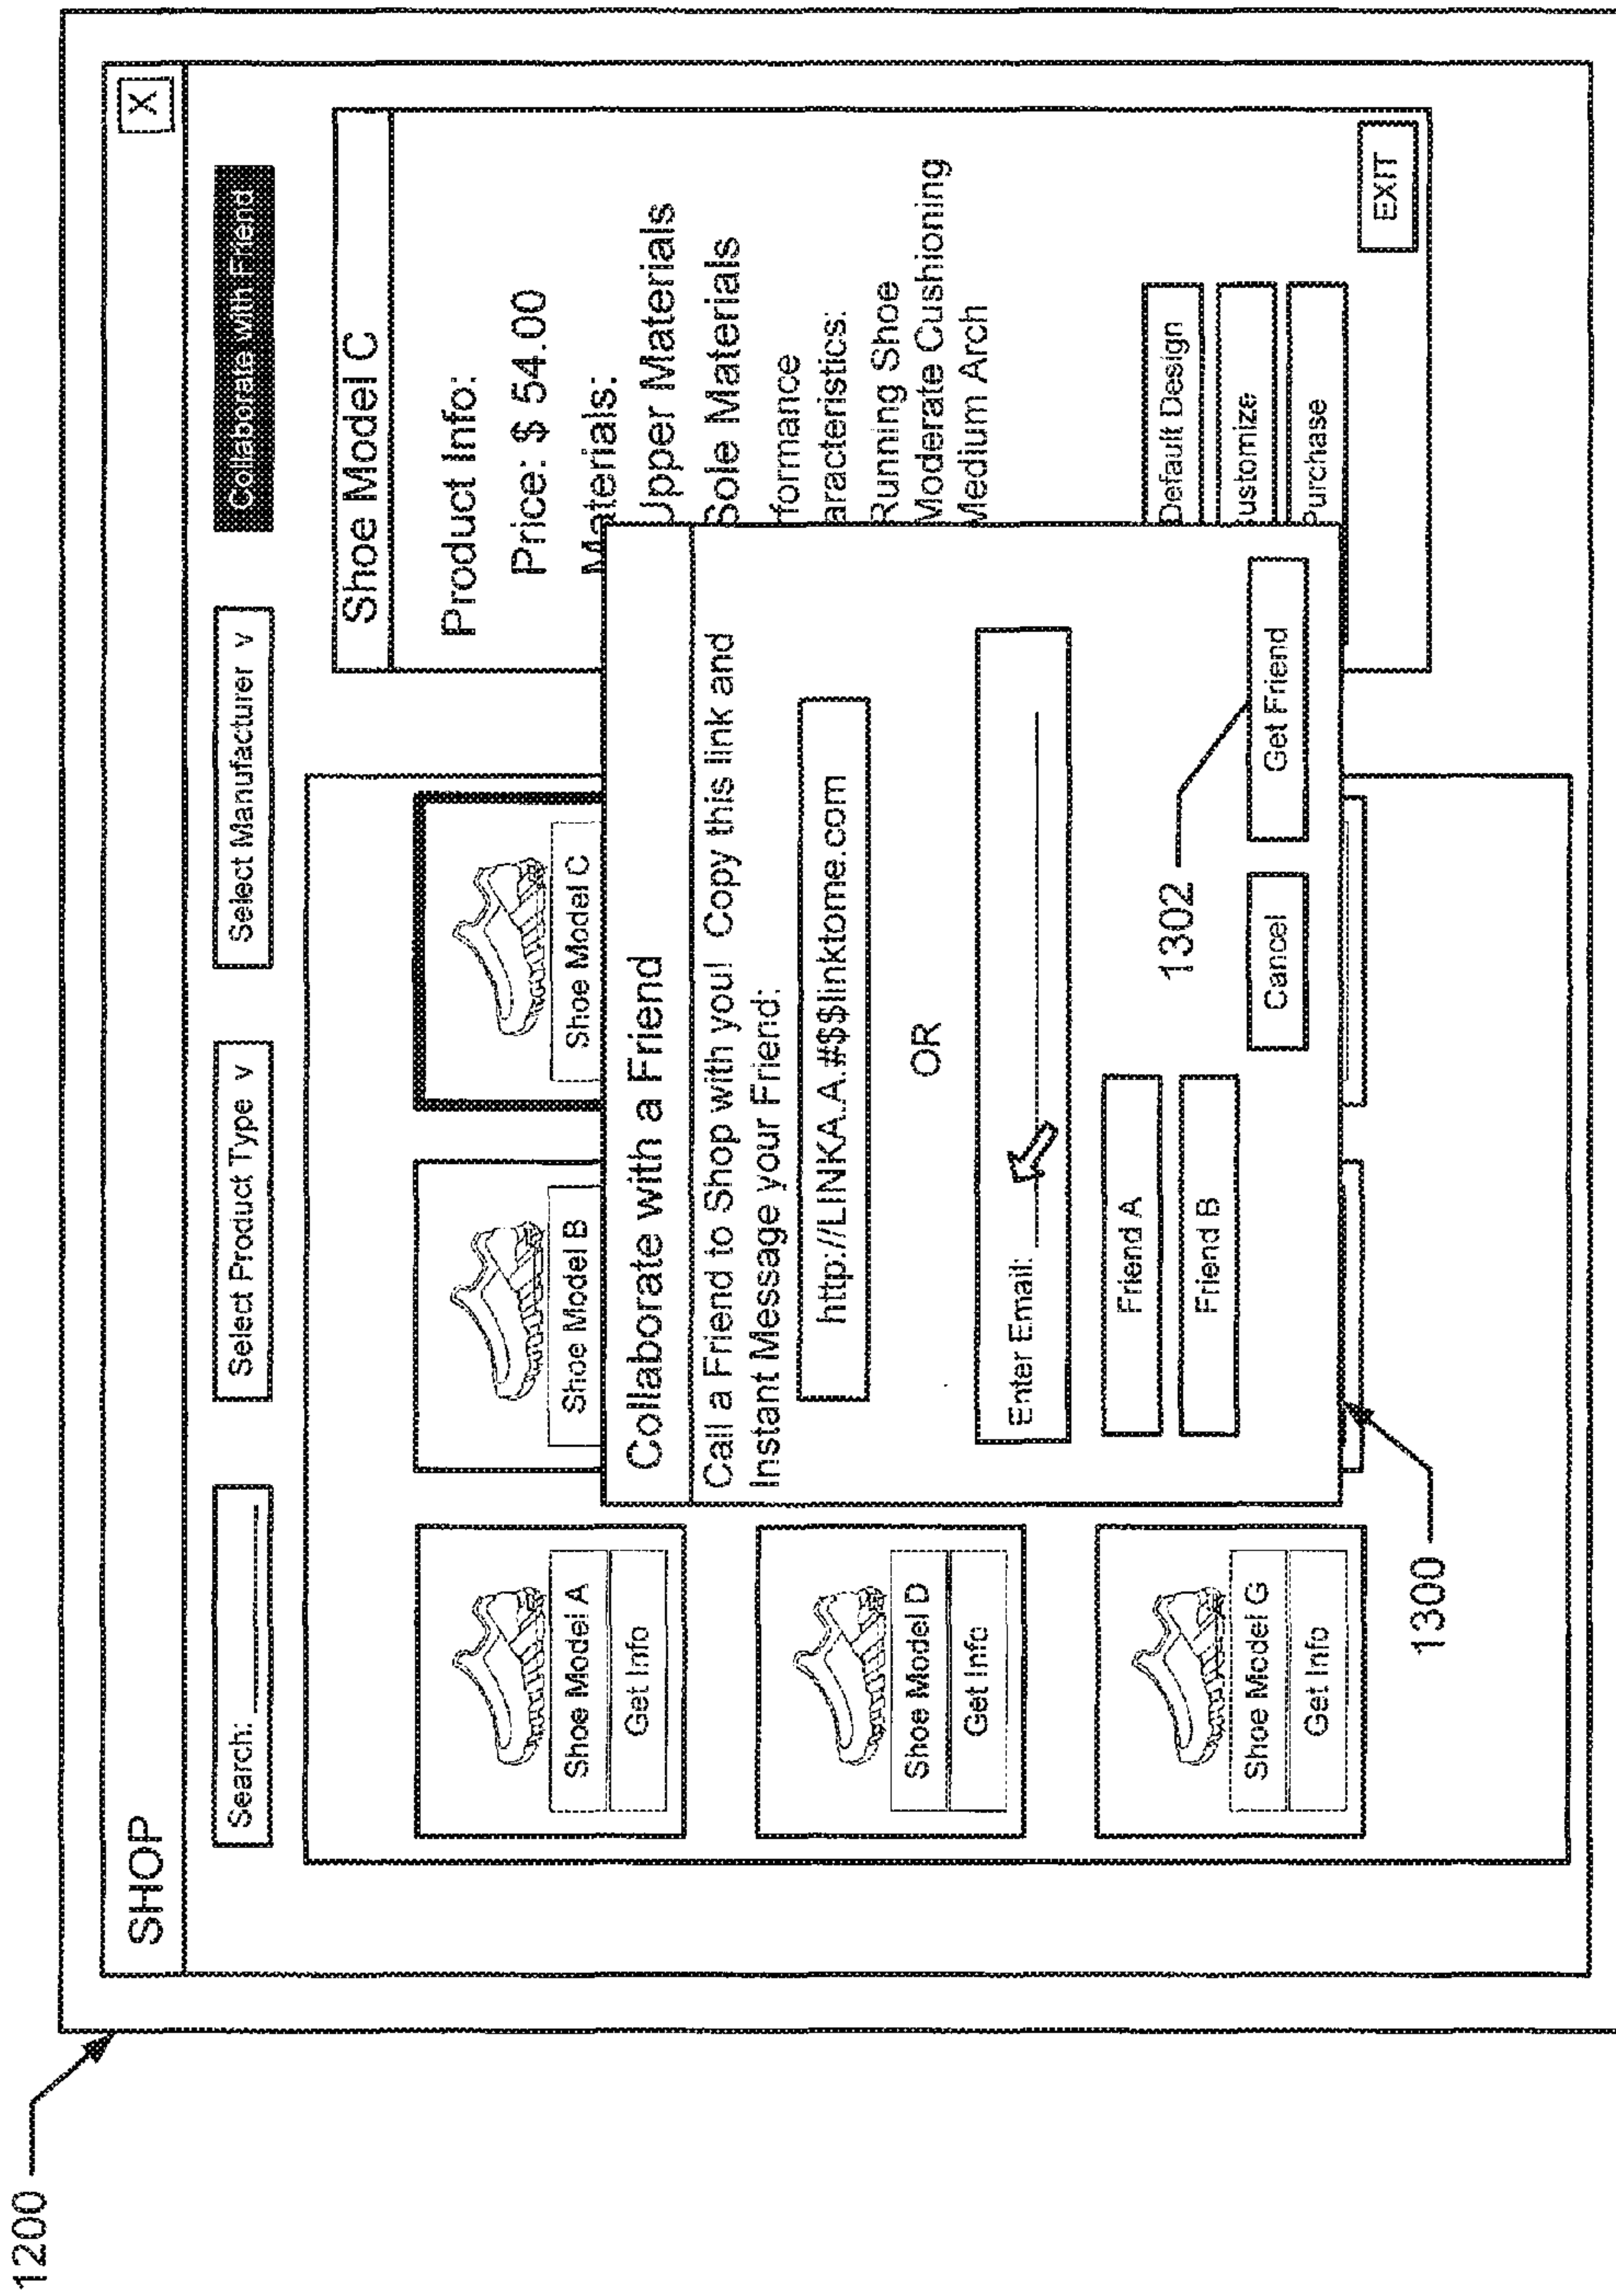 1200
SHOP
X
Search:
Select Product Type v
Select Manufacturer v
Collaborate with Friend
Shoe Model A
Get Info
Shoe Model B
Shoe Model C
Shoe Model D
Get Info
Shoe Model G
Get Info
Shoe Model C
Product Info:
Price: $ 54.00
Materials:
Upper Materials
Sole Materials
formance
aracteristics:
Running Shoe
Moderate Cushioning
Medium Arch
Default Design
ustomize
Purchase
EXIT
Collaborate with a Friend
Call a Friend to Shop with you! Copy this link and
Instant Message your Friend:
http://LINKA.A.#$$linktome.com
OR
Enter Email:
Friend A
Friend B
Cancel
Get Friend
1302
1300